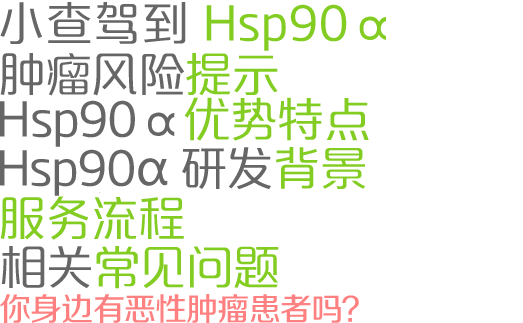 小查驾到 Hsp90α
肿瘤风险提示
Hsp90α优势特点
Hsp90α 研发背景
服务流程
相关常见问题
你身边有恶性肿瘤患者吗?